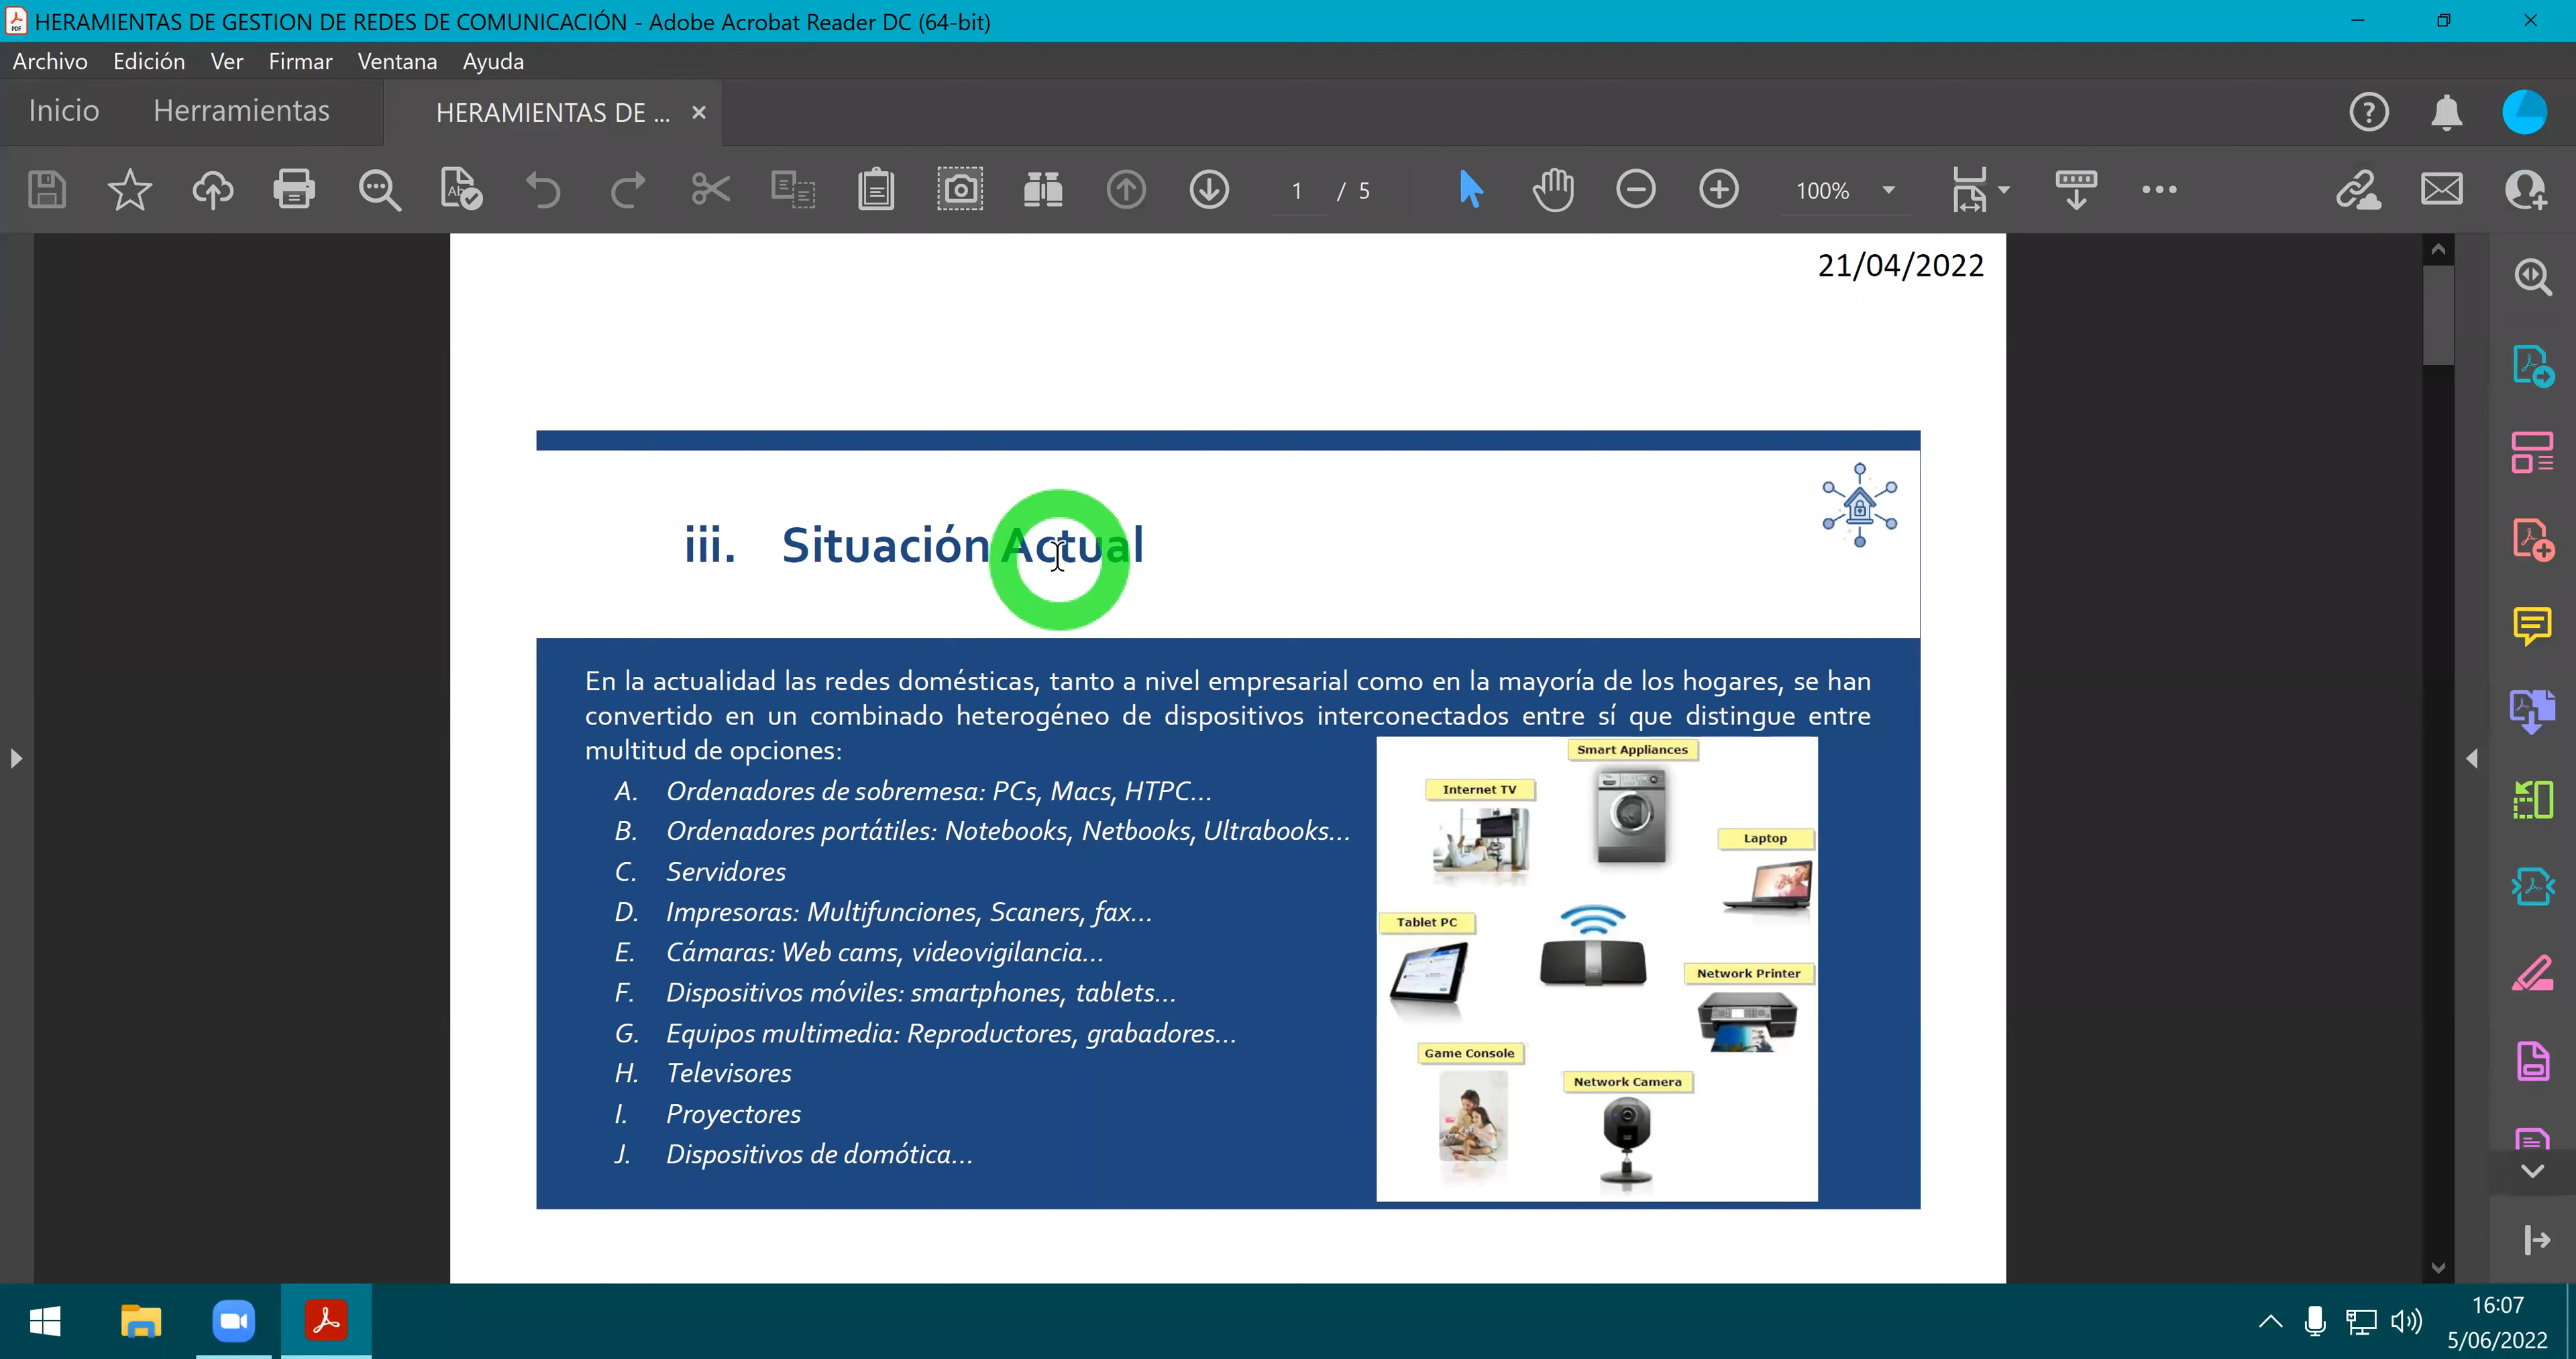 HERAMIENTAS DE GESTION DE REDES DE COMUNICACIÓN - Adobe Acrobat Reader DC (64-bit)
Archivo Edición Ver Firmar Ventana Ayuda
Inicio Herramientas HERAMIENTAS DE ...
1 / 5 100%
21/04/2022
iii. Situación Actual
En la actualidad las redes domésticas, tanto a nivel empresarial como en la mayoría de los hogares, se han
convertido en un combinado heterogéneo de dispositivos interconectados entre sí que distingue entre
multitud de opciones:
A. Ordenadores de sobremesa: PCs, Macs, HTPC...
B. Ordenadores portátiles: Notebooks, Netbooks, Ultrabooks...
C. Servidores
D. Impresoras: Multifunciones, Scaners, fax...
E. Cámaras: Web cams, videovigilancia...
F. Dispositivos móviles: smartphones, tablets...
G. Equipos multimedia: Reproductores, grabadores...
H. Televisores
I. Proyectores
J. Dispositivos de domótica...
Smart Appliances
Internet TV
Laptop
Tablet PC
Network Printer
Game Console
Network Camera
16:07
5/06/2022